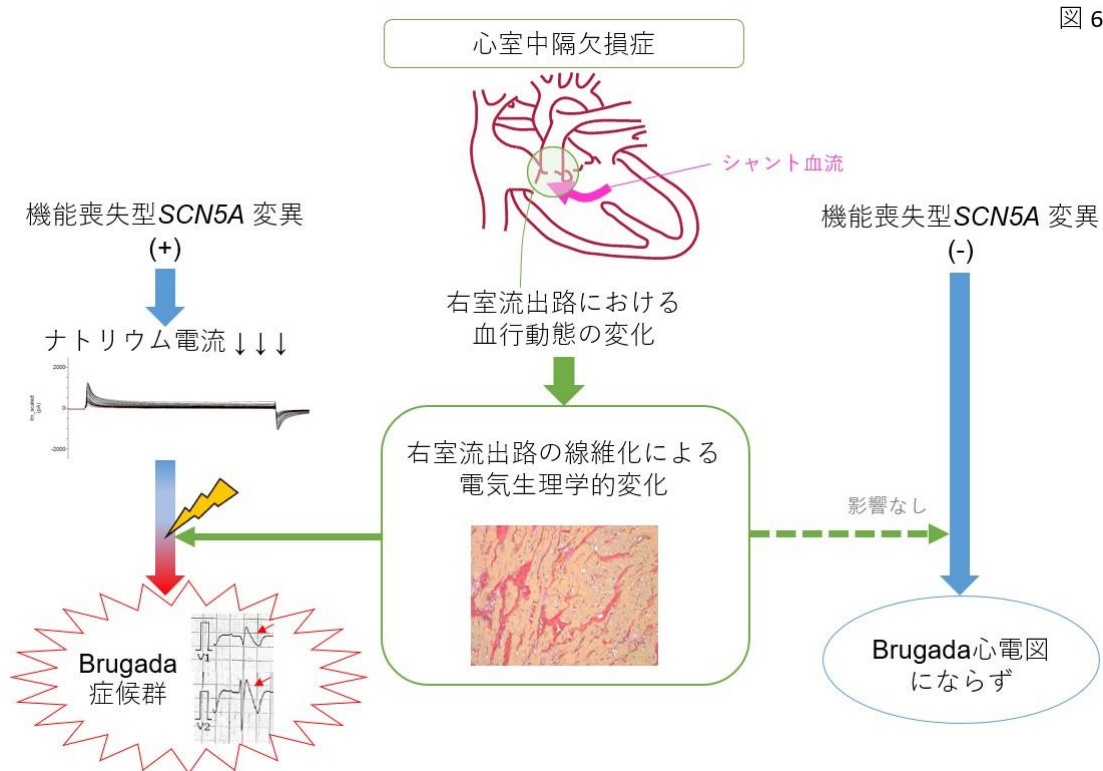 図 6
心室中隔欠損症
シャント血流
機能喪失型SCN5A 変異
(+)
ナトリウム電流 ↓↓↓
2000
0
-2000
右室流出路における
血行動態の変化
機能喪失型SCN5A 変異
(-)
右室流出路の線維化による
電気生理学的変化
影響なし
Brugada
症候群
V1
V2
Brugada心電図
にならず